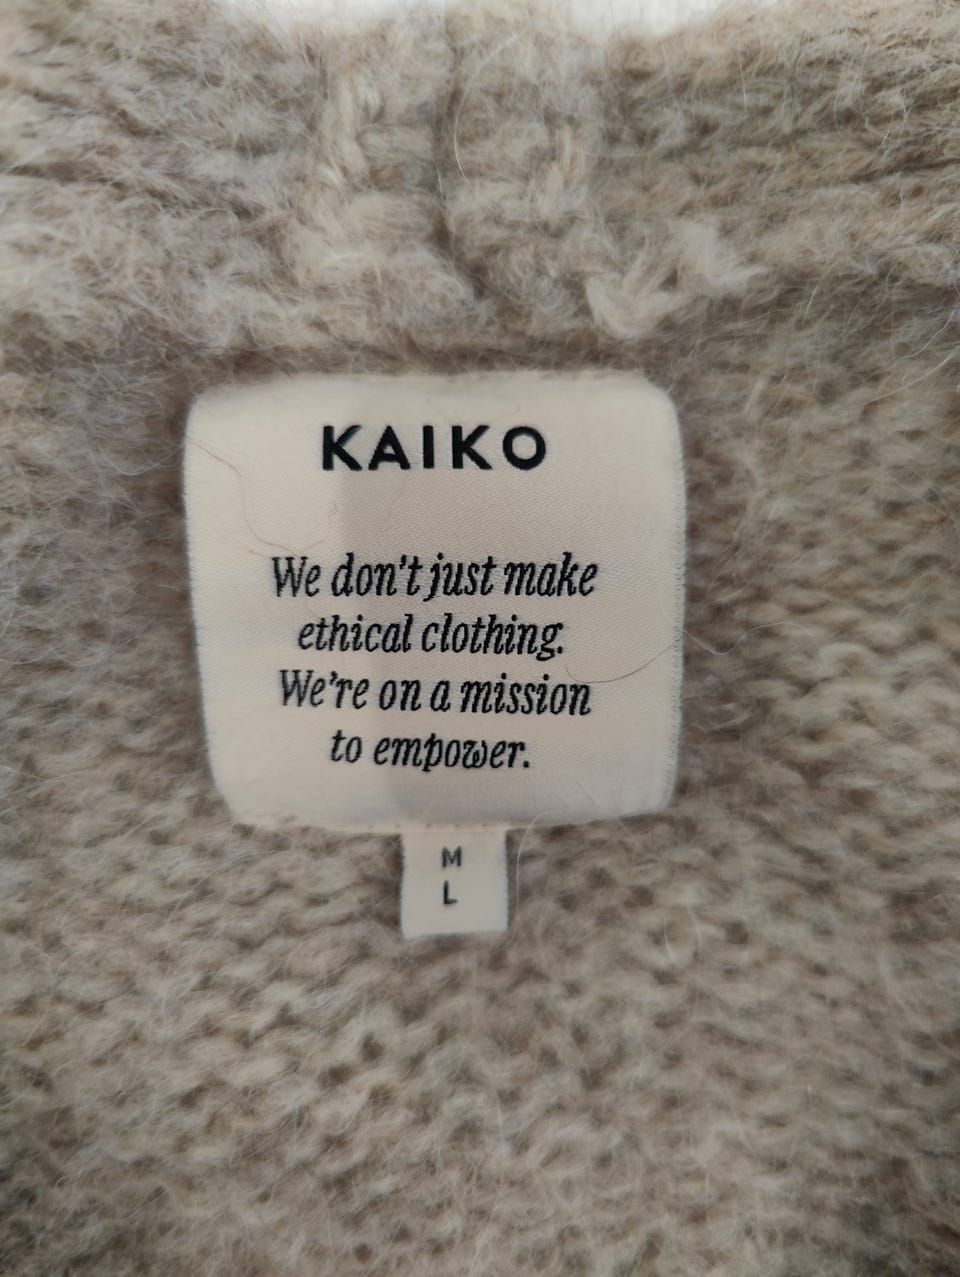 KAIKO
We don't just make
ethical clothing.
We're on a mission
to empower.
M
L